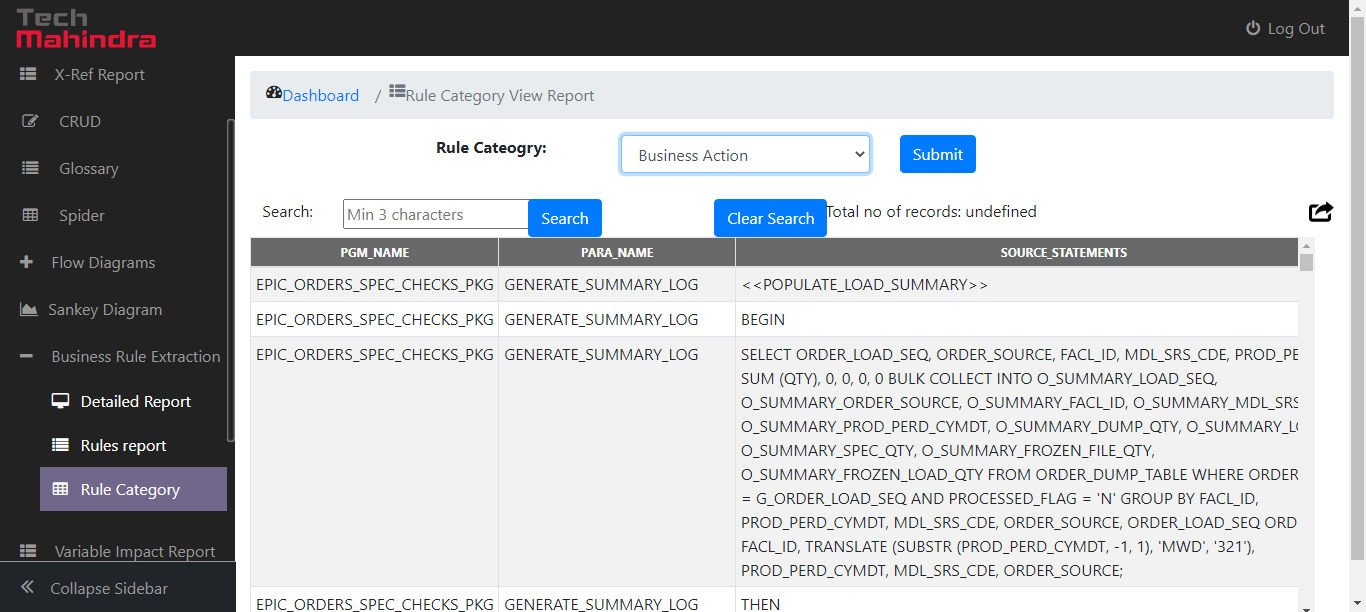 Tech
Mahindra
Log Out
X-Ref Report
CRUD
Glossary
Spider
Flow Diagrams
Sankey Diagram
Business Rule Extraction
Detailed Report
Rules report
Rule Category
Variable Impact Report
Collapse Sidebar
Dashboard / Rule Category View Report
Rule Cateogry: Business Action Submit
Search: Min 3 characters Search Clear Search Total no of records: undefined
PGM_NAME PARA_NAME SOURCE_STATEMENTS
EPIC_ORDERS_SPEC_CHECKS_PKG GENERATE_SUMMARY_LOG <<POPULATE_LOAD_SUMMARY>>
EPIC_ORDERS_SPEC_CHECKS_PKG GENERATE_SUMMARY_LOG BEGIN
EPIC_ORDERS_SPEC_CHECKS_PKG GENERATE_SUMMARY_LOG SELECT ORDER_LOAD_SEQ, ORDER_SOURCE, FACL_ID, MDL_SRS_CDE, PROD_PE
SUM (QTY), 0, 0, 0, 0 BULK COLLECT INTO O_SUMMARY_LOAD_SEQ,
O_SUMMARY_ORDER_SOURCE, O_SUMMARY_FACL_ID, O_SUMMARY_MDL_SRS
O_SUMMARY_PROD_PERD_CYMDT, O_SUMMARY_DUMP_QTY, O_SUMMARY_L
O_SUMMARY_SPEC_QTY, O_SUMMARY_FROZEN_FILE_QTY,
O_SUMMARY_FROZEN_LOAD_QTY FROM ORDER_DUMP_TABLE WHERE ORDER
= G_ORDER_LOAD_SEQ AND PROCESSED_FLAG = 'N' GROUP BY FACL_ID,
PROD_PERD_CYMDT, MDL_SRS_CDE, ORDER_SOURCE, ORDER_LOAD_SEQ ORD
FACL_ID, TRANSLATE (SUBSTR (PROD_PERD_CYMDT, -1, 1), 'MWD', '321'),
PROD_PERD_CYMDT, MDL_SRS_CDE, ORDER_SOURCE;
EPIC_ORDERS_SPEC_CHECKS_PKG GENERATE_SUMMARY_LOG THEN